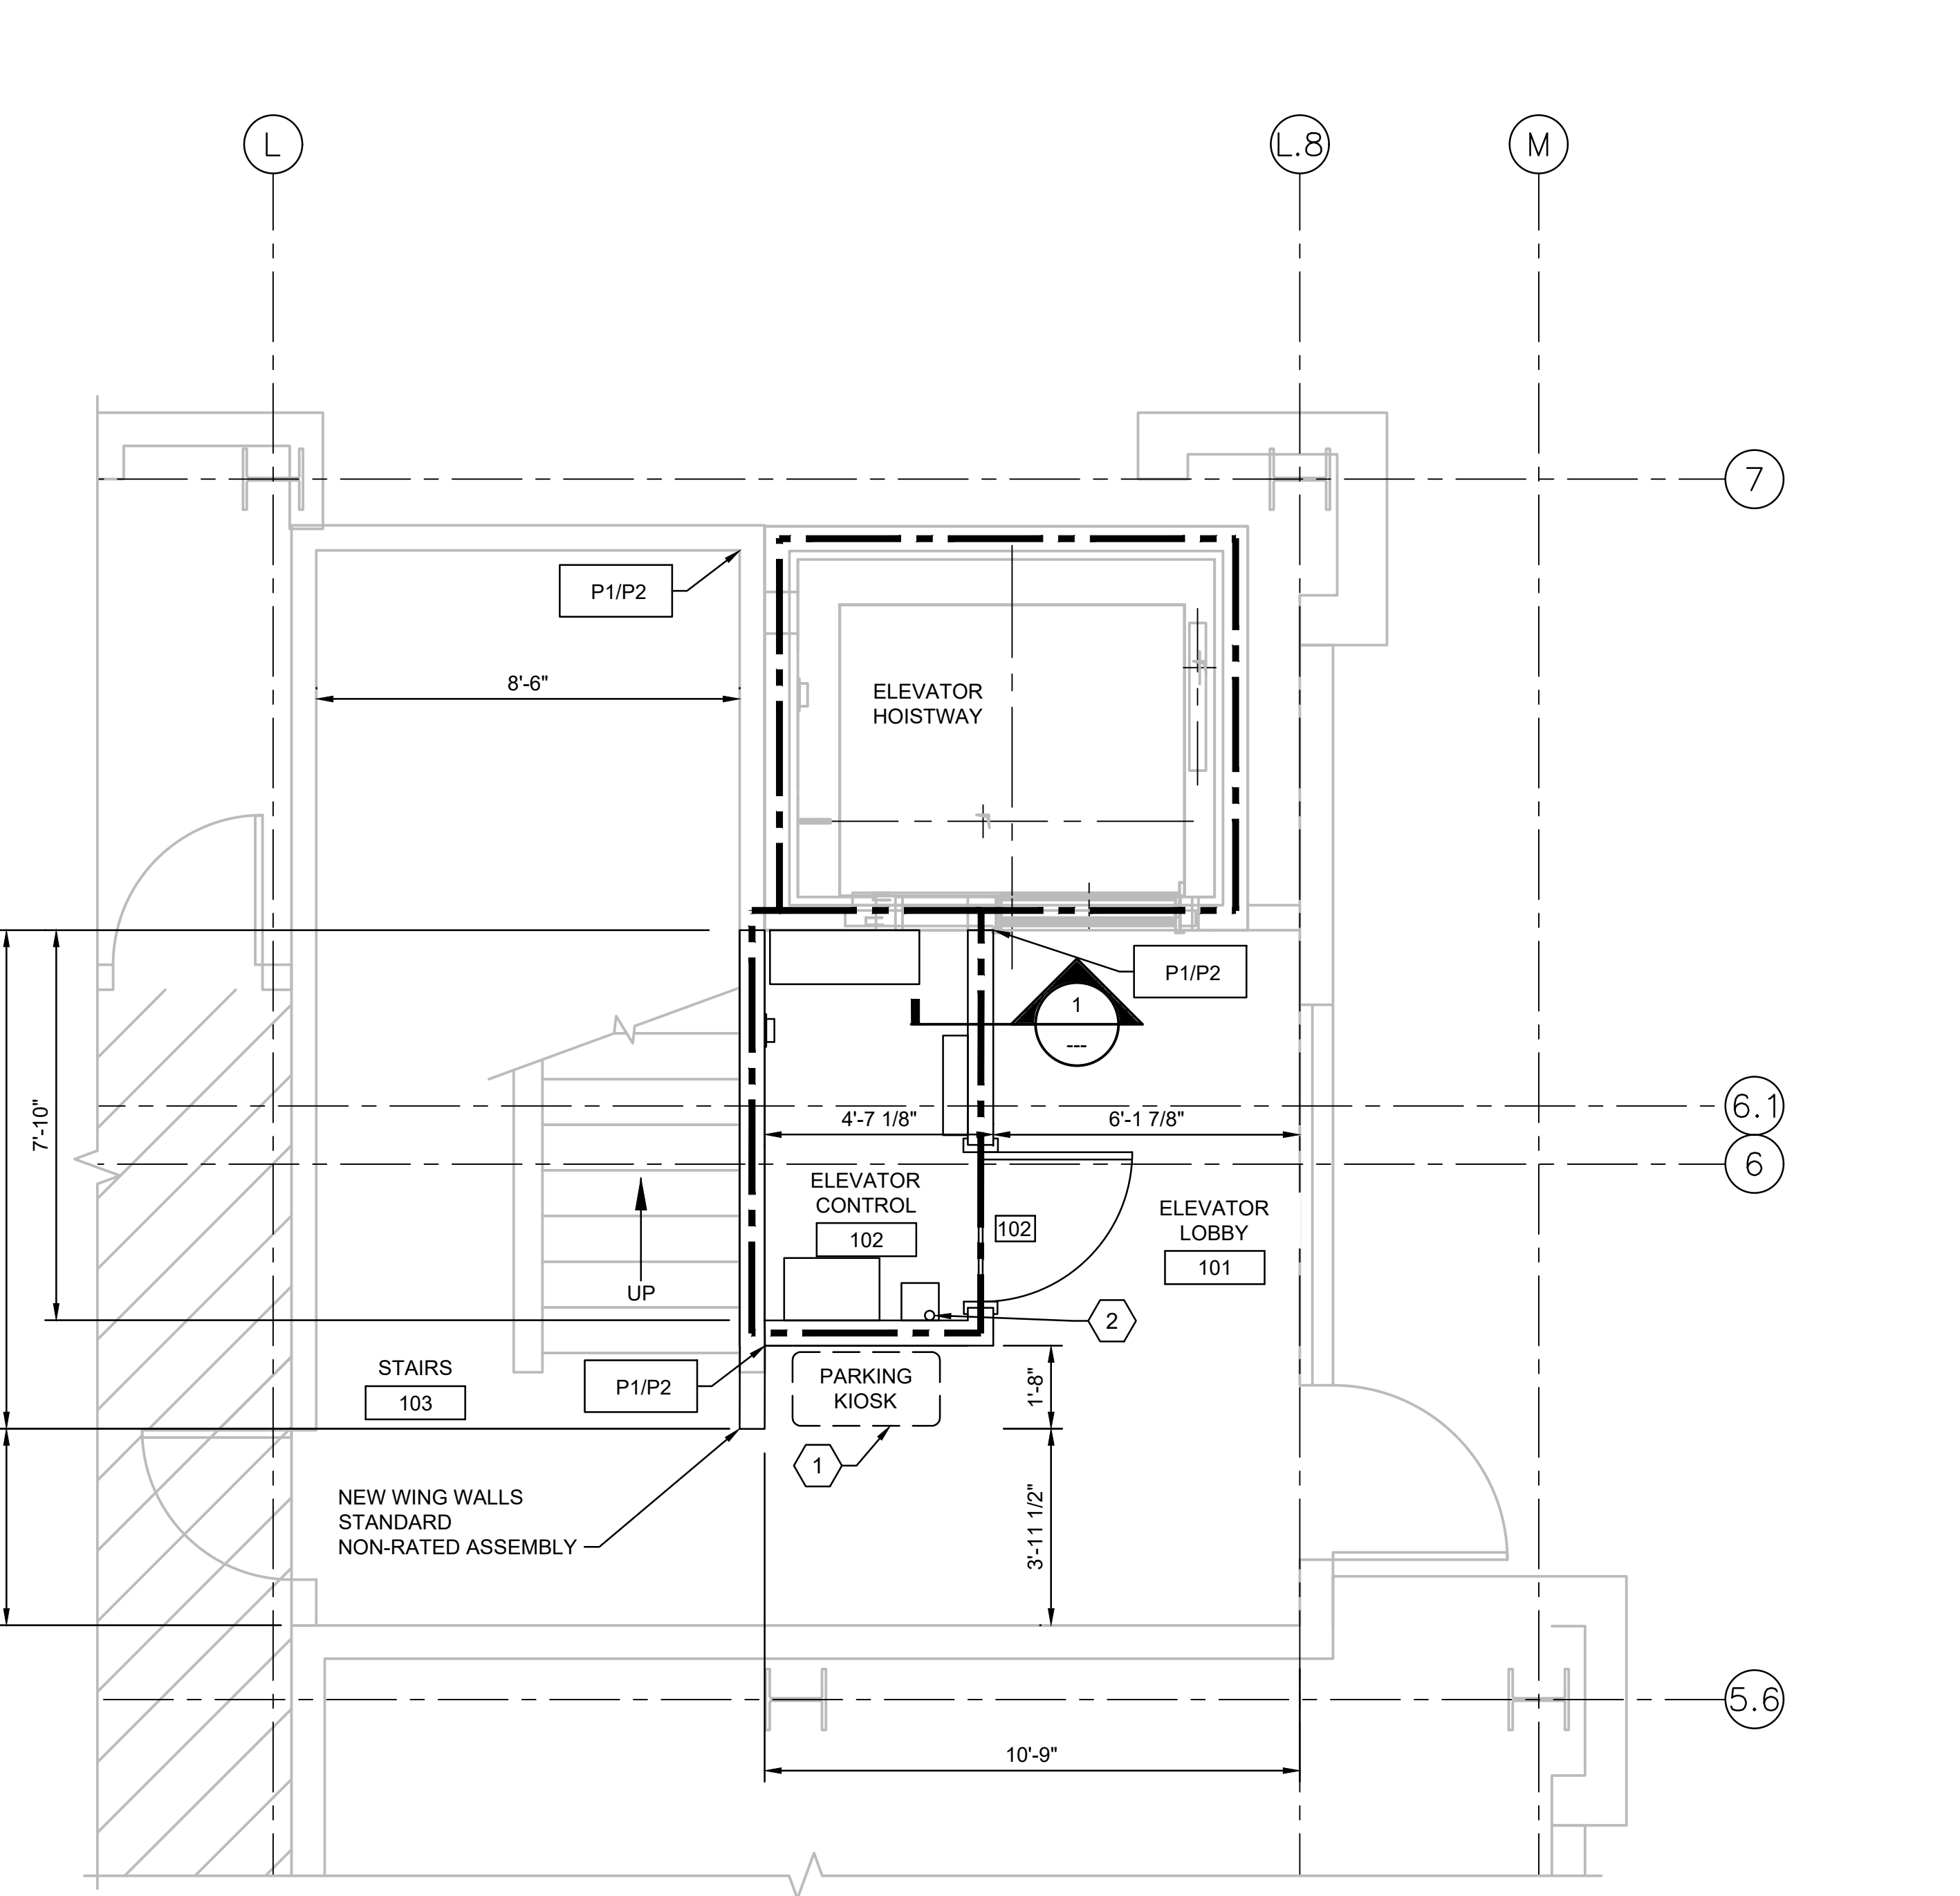 L
L.8
M
7
P1/P2
8'-6"
ELEVATOR
HOISTWAY
P1/P2
1
---
7'-10"
6.1
4'-7 1/8"
6'-1 7/8"
6
ELEVATOR
CONTROL
102
102
ELEVATOR
LOBBY
101
UP
2
STAIRS
103
P1/P2
PARKING
KIOSK
1'-8"
1
NEW WING WALLS
STANDARD
NON-RATED ASSEMBLY
3'-11 1/2"
5.6
10'-9"